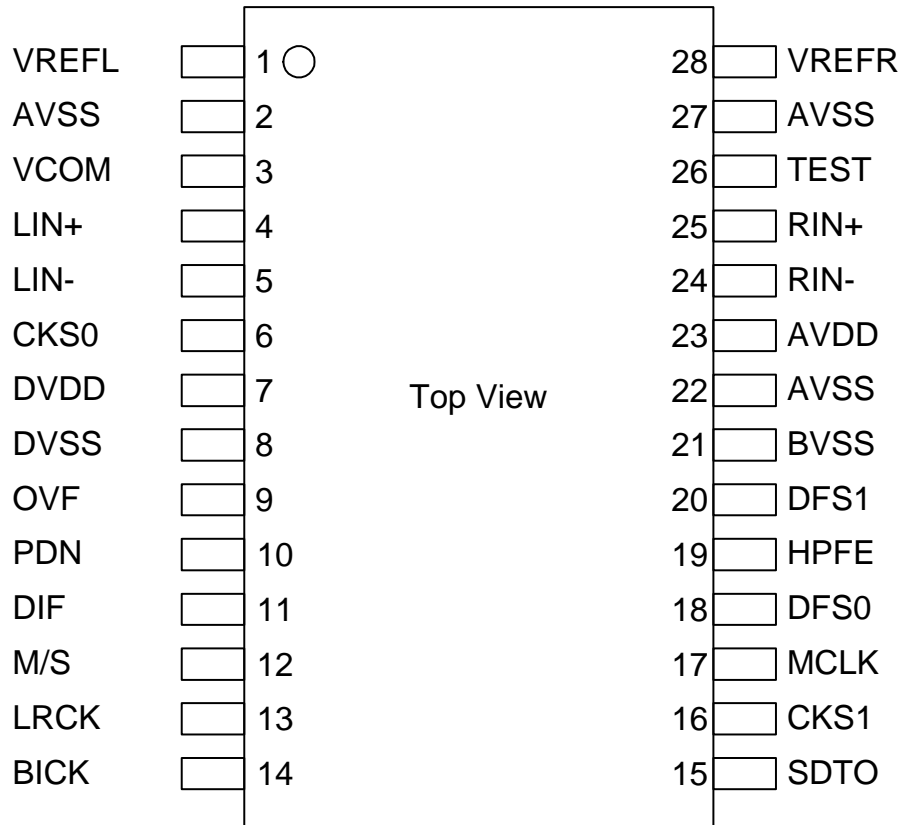 VREFL 1 28 VREFR
AVSS 2 27 AVSS
VCOM 3 26 TEST
LIN+ 4 25 RIN+
LIN- 5 24 RIN-
CKS0 6 23 AVDD
DVDD 7 Top View 22 AVSS
DVSS 8 21 BVSS
OVF 9 20 DFS1
PDN 10 19 HPFE
DIF 11 18 DFS0
M/S 12 17 MCLK
LRCK 13 16 CKS1
BICK 14 15 SDTO